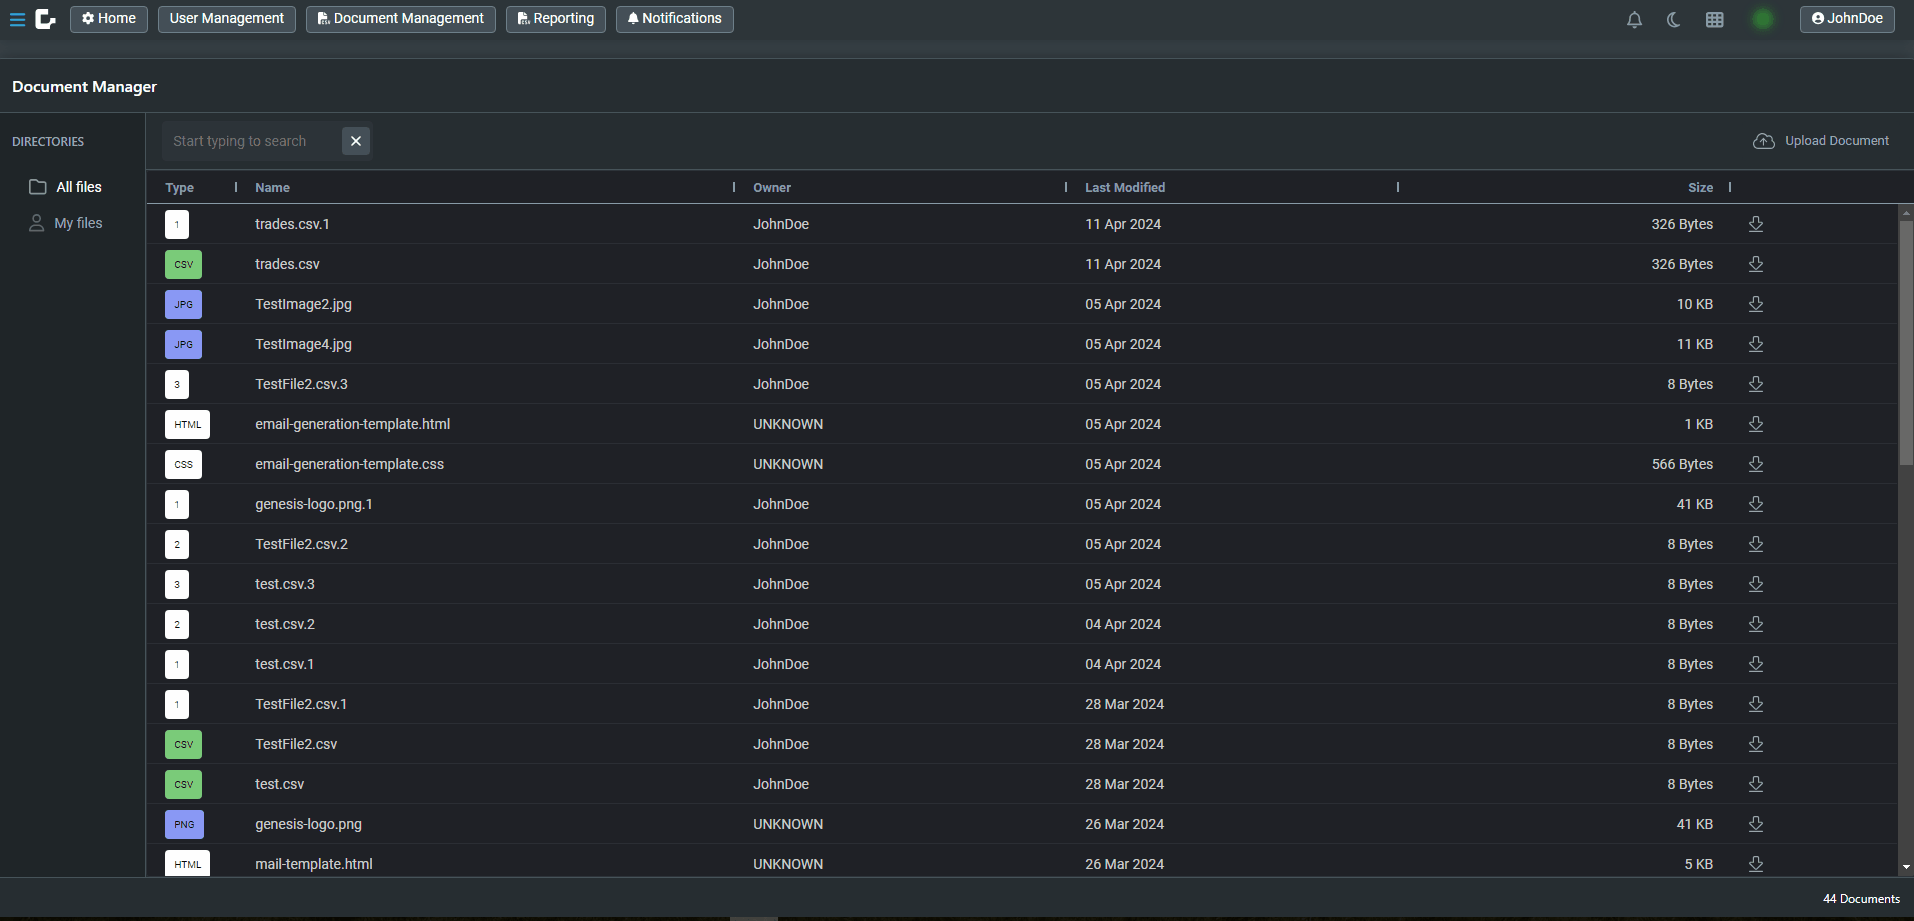 Home User Management Document Management Reporting Notifications JohnDoe
Document Manager
DIRECTORIES
All files
My files
Start typing to search
Upload Document
Type Name Owner Last Modified Size
1 trades.csv.1 JohnDoe 11 Apr 2024 326 Bytes
CSV trades.csv JohnDoe 11 Apr 2024 326 Bytes
JPG TestImage2.jpg JohnDoe 05 Apr 2024 10 KB
JPG TestImage4.jpg JohnDoe 05 Apr 2024 11 KB
3 TestFile2.csv.3 JohnDoe 05 Apr 2024 8 Bytes
HTML email-generation-template.html UNKNOWN 05 Apr 2024 1 KB
CSS email-generation-template.css UNKNOWN 05 Apr 2024 566 Bytes
1 genesis-logo.png.1 JohnDoe 05 Apr 2024 41 KB
2 TestFile2.csv.2 JohnDoe 05 Apr 2024 8 Bytes
3 test.csv.3 JohnDoe 05 Apr 2024 8 Bytes
2 test.csv.2 JohnDoe 04 Apr 2024 8 Bytes
1 test.csv.1 JohnDoe 04 Apr 2024 8 Bytes
1 TestFile2.csv.1 JohnDoe 28 Mar 2024 8 Bytes
CSV TestFile2.csv JohnDoe 28 Mar 2024 8 Bytes
CSV test.csv JohnDoe 28 Mar 2024 8 Bytes
PNG genesis-logo.png UNKNOWN 26 Mar 2024 41 KB
HTML mail-template.html UNKNOWN 26 Mar 2024 5 KB
44 Documents